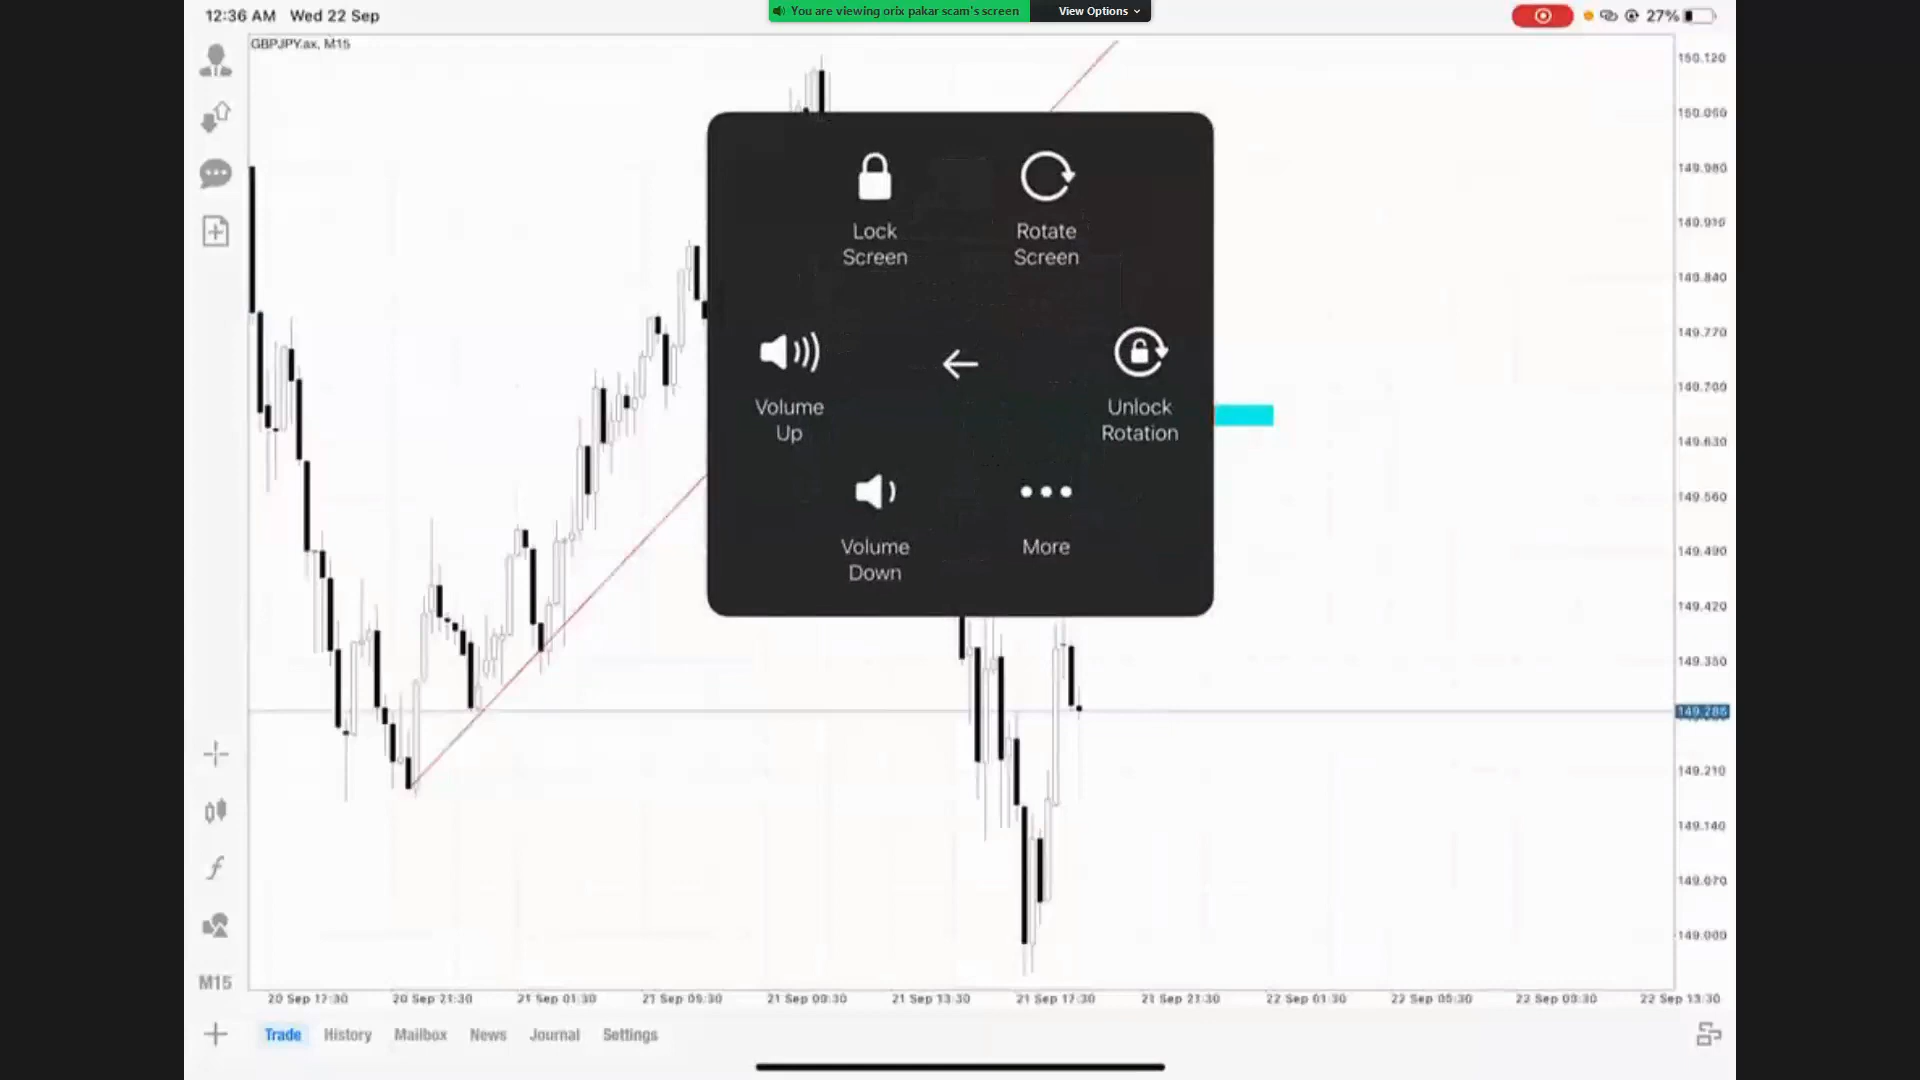 12:36 AM Wed 22 Sep
You are viewing orix pakar scam's screen
View Options
27%
GBPJPY.ax, M15
150.120
150.050
149.980
149.910
149.840
149.770
149.700
149.630
149.560
149.490
149.420
149.350
149.285
149.210
149.140
149.070
149.000
Lock
Screen
Rotate
Screen
Volume
Up
Unlock
Rotation
Volume
Down
More
M15
20 Sep 17:30
20 Sep 21:30
21 Sep 01:30
21 Sep 05:30
21 Sep 09:30
21 Sep 13:30
21 Sep 17:30
21 Sep 21:30
22 Sep 01:30
22 Sep 05:30
22 Sep 09:30
22 Sep 13:30
Trade
History
Mailbox
News
Journal
Settings